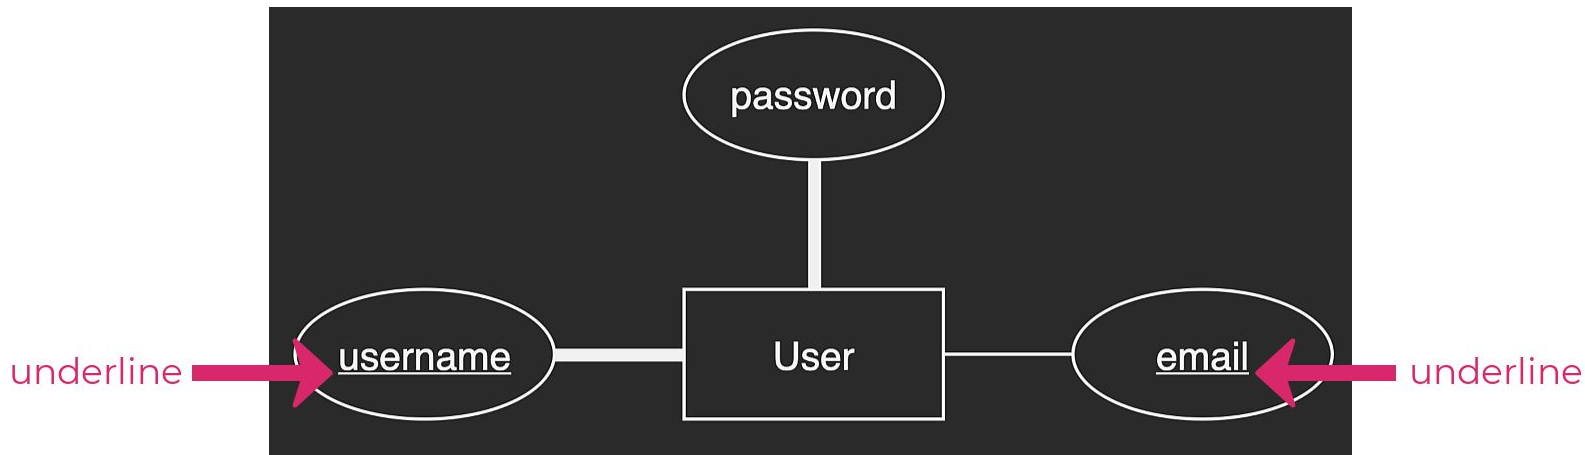 password
underline
username
User
email
underline